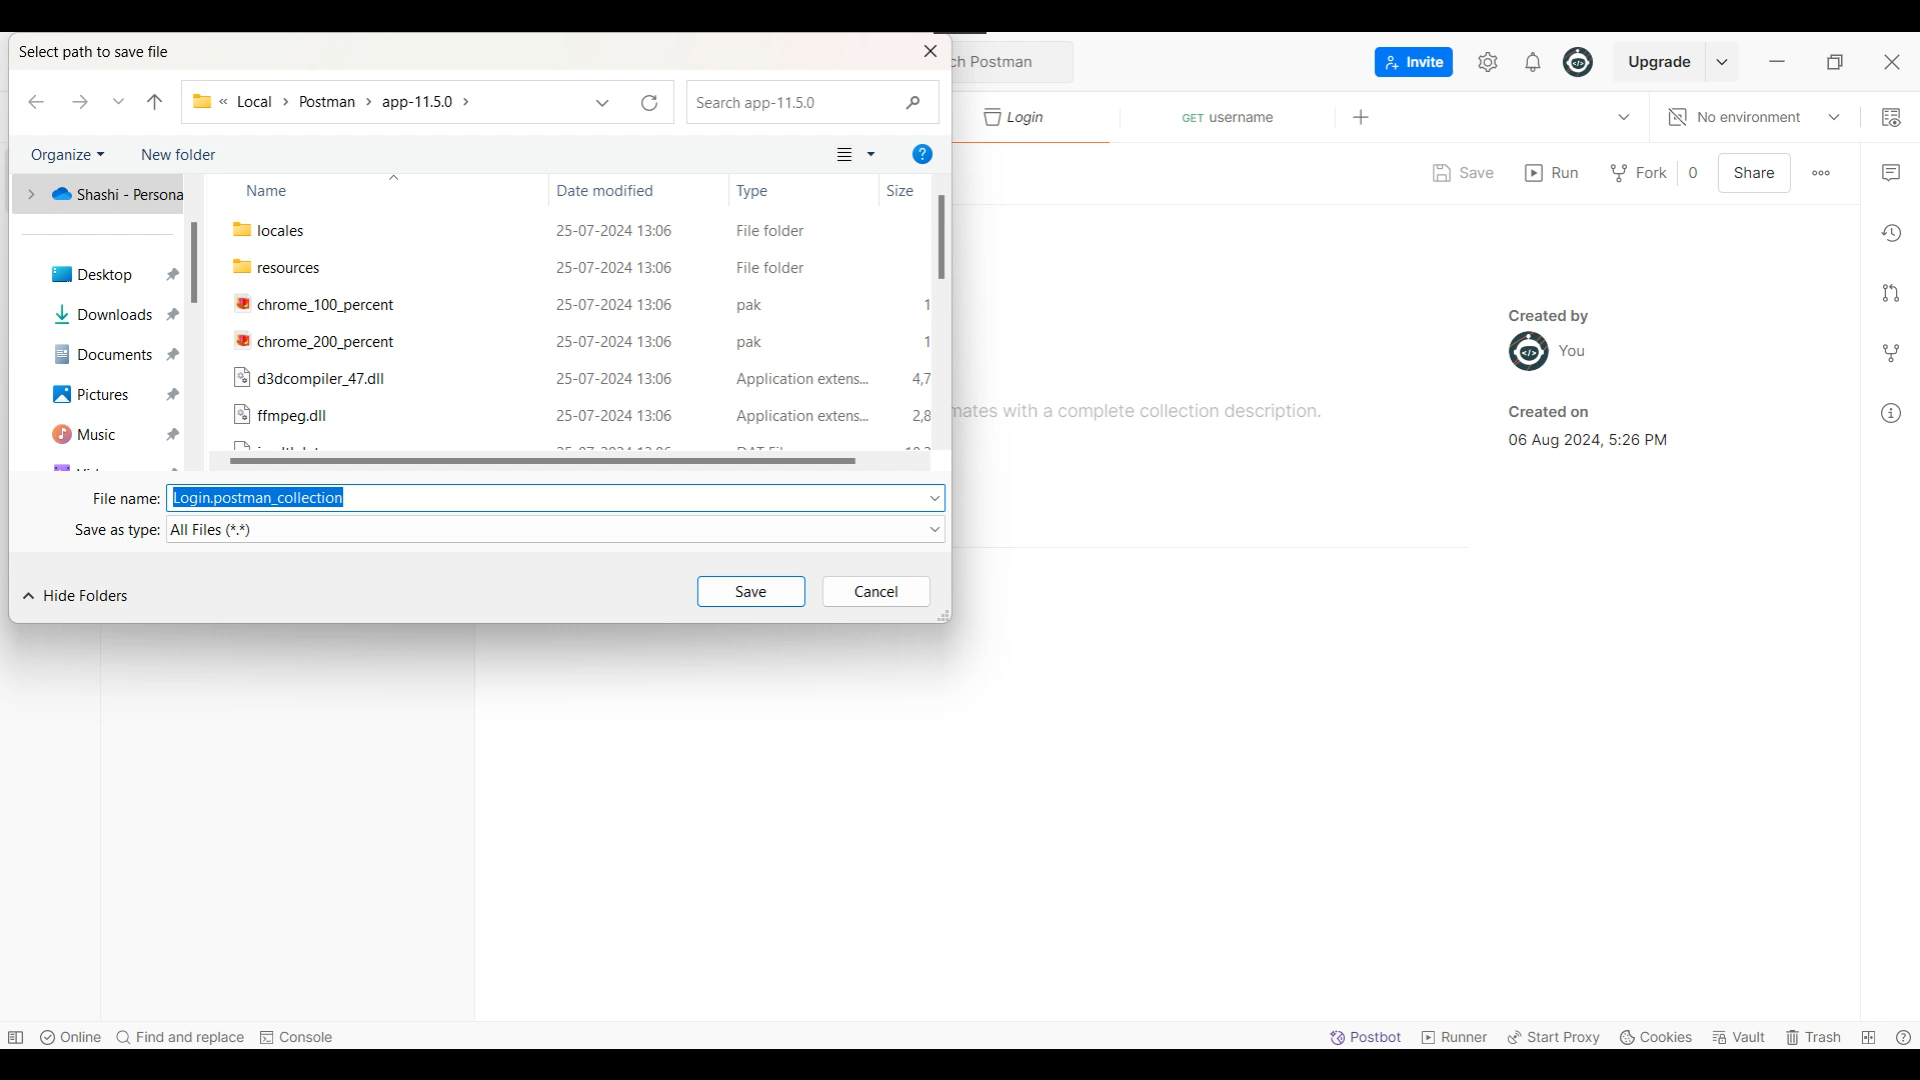 Select path to save file
« Local > Postman > app-11.5.0 >
Search app-11.5.0
Organize
New folder
?
Shashi - Persona
Desktop
Downloads
Documents
Pictures
Music
Name Date modified Type Size
locales 25-07-2024 13:06 File folder
resources 25-07-2024 13:06 File folder
chrome_100_percent 25-07-2024 13:06 pak 1
chrome_200_percent 25-07-2024 13:06 pak 1
d3dcompiler_47.dll 25-07-2024 13:06 Application extens... 4,7
ffmpeg.dll 25-07-2024 13:06 Application extens... 2,8
File name: Login.postman_collection
Save as type: All Files (*.*)
Hide Folders
Save
Cancel
ch Postman
Invite
Upgrade
Login
GET username
No environment
Save
Run
Fork 0
Share
mates with a complete collection description.
Created by
You
Created on
06 Aug 2024, 5:26 PM
Online
Find and replace
Console
Postbot
Runner
Start Proxy
Cookies
Vault
Trash